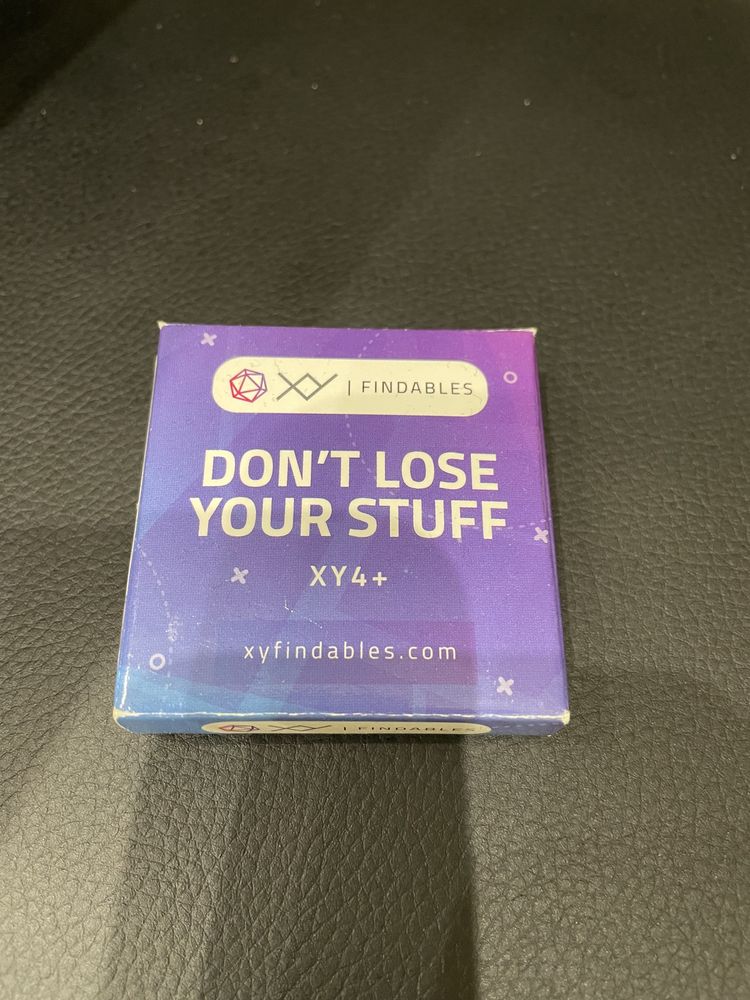 XY | FINDABLES
DON'T LOSE
YOUR STUFF
XY4+
xyfindables.com
XY | FINDABLES